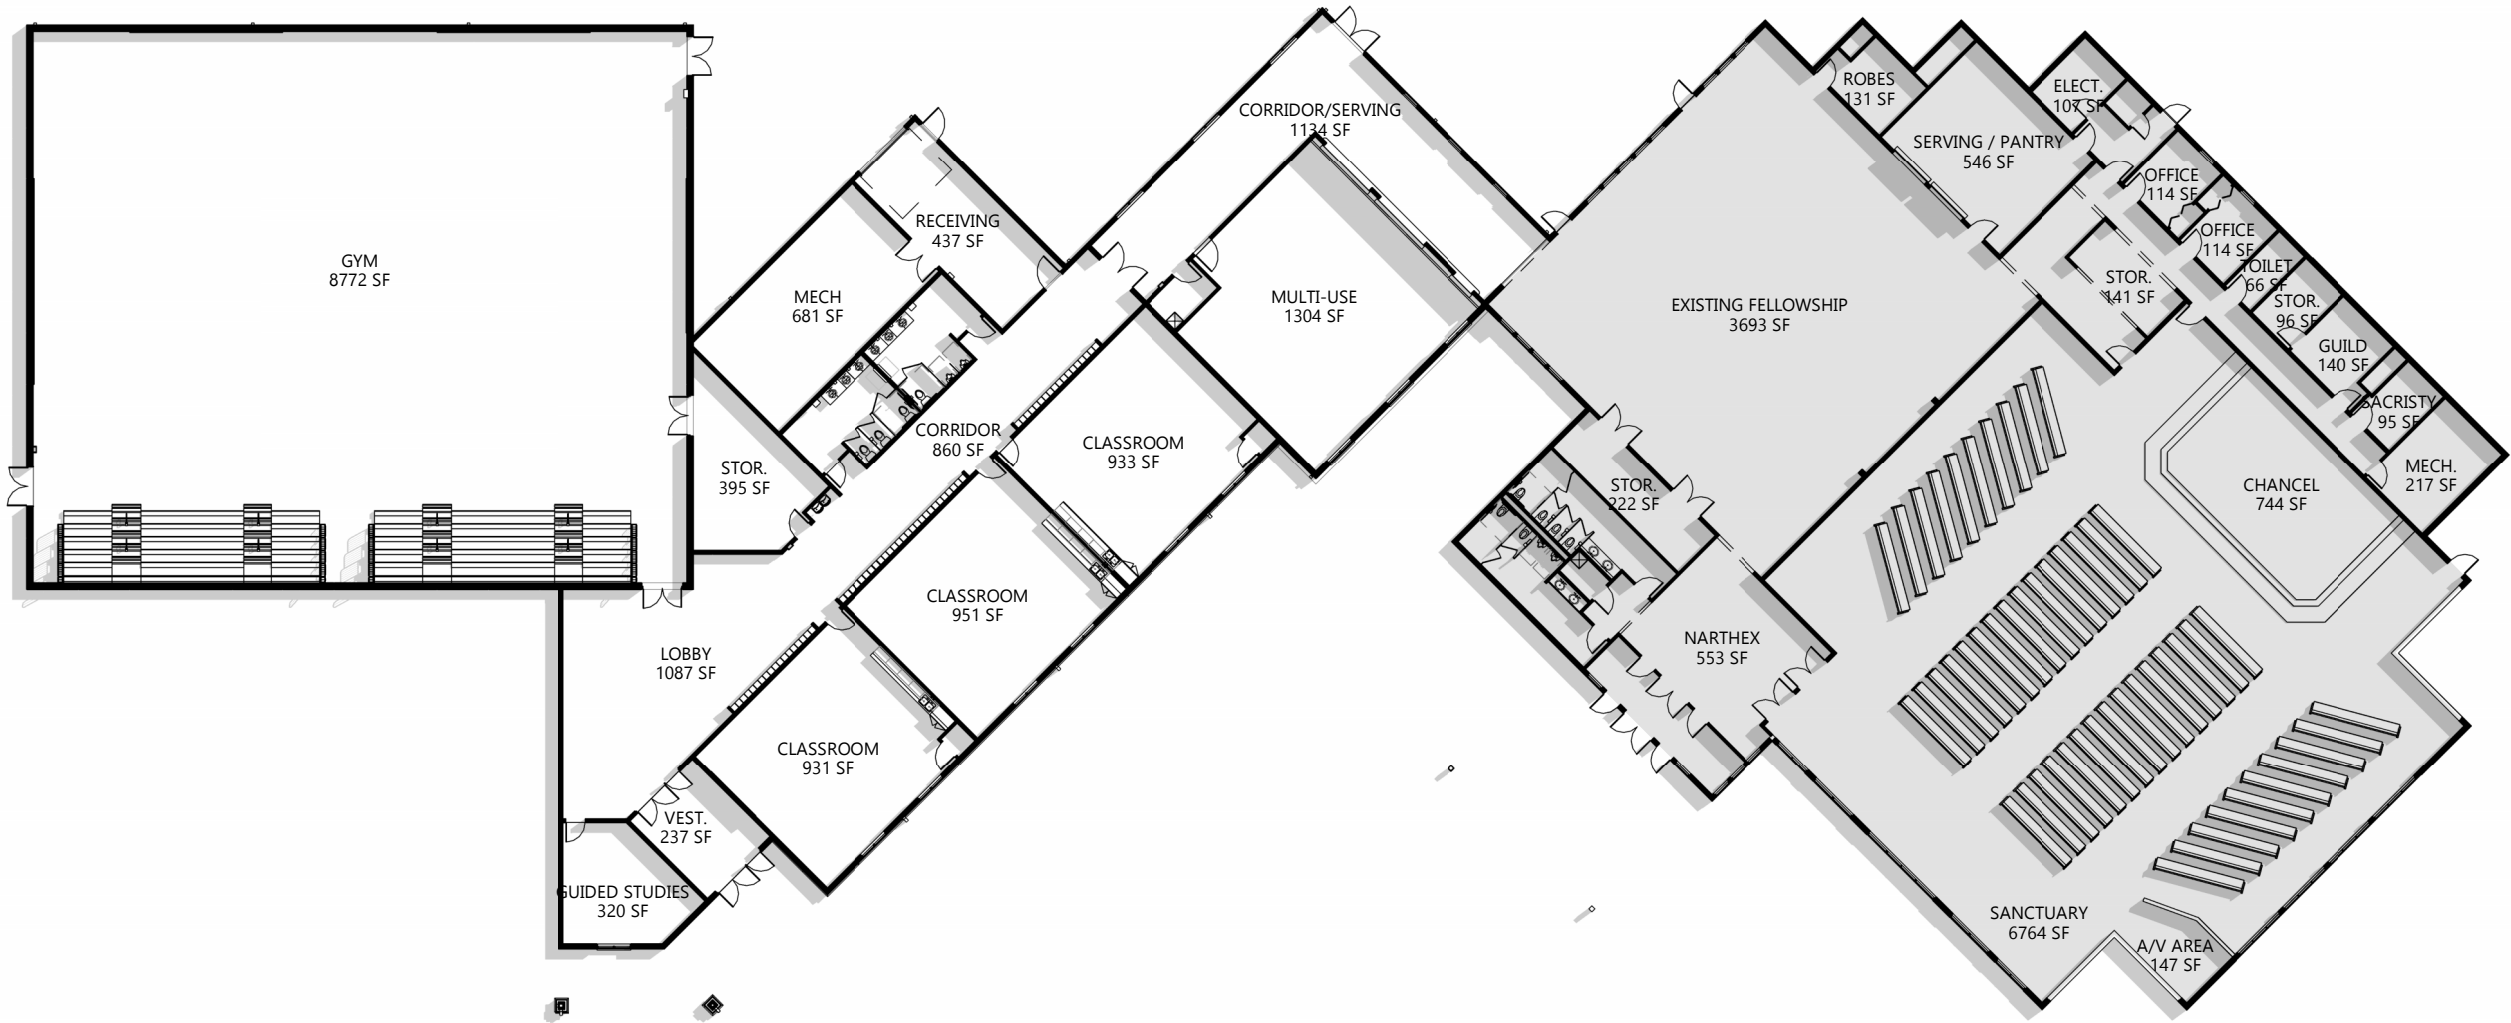 GYM
8772 SF
MECH
681 SF
RECEIVING
437 SF
STOR.
395 SF
CORRIDOR
860 SF
CORRIDOR/SERVING
1134 SF
MULTI-USE
1304 SF
CLASSROOM
933 SF
CLASSROOM
951 SF
CLASSROOM
931 SF
LOBBY
1087 SF
VEST.
237 SF
GUIDED STUDIES
320 SF
EXISTING FELLOWSHIP
3693 SF
ROBES
131 SF
SERVING / PANTRY
546 SF
ELECT.
107 SF
OFFICE
114 SF
OFFICE
114 SF
TOILET
66 SF
STOR.
141 SF
STOR.
96 SF
GUILD
140 SF
SACRISTY
95 SF
MECH.
217 SF
CHANCEL
744 SF
STOR.
222 SF
NARTHEX
553 SF
SANCTUARY
6764 SF
A/V AREA
147 SF